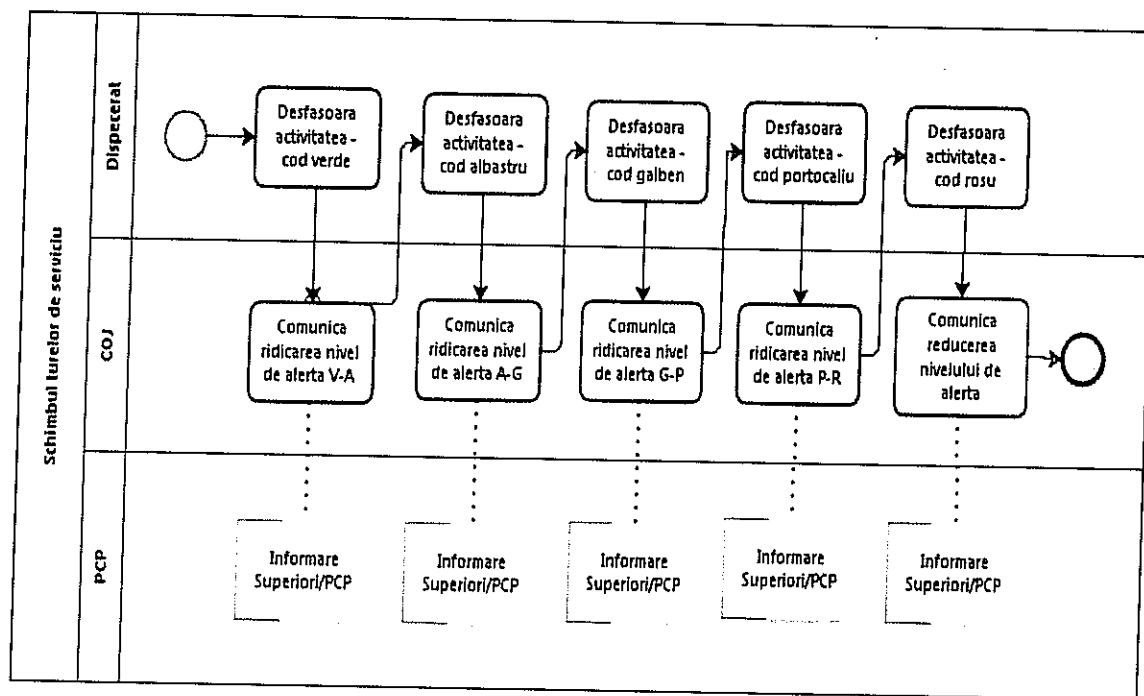 Schimbul turelor de serviciu
Dispecerat
Desfasoara
activitatea -
cod verde
Desfasoara
activitatea -
cod albastru
Desfasoara
activitatea -
cod galben
Desfasoara
activitatea -
cod portocaliu
Desfasoara
activitatea -
cod rosu
COJ
Comunica
ridicarea nivel
de alerta V-A
Comunica
ridicarea nivel
de alerta A-G
Comunica
ridicarea nivel
de alerta G-P
Comunica
ridicarea nivel
de alerta P-R
Comunica
reducerea
nivelului de
alerta
PCP
Informare
Superiori/PCP
Informare
Superiori/PCP
Informare
Superiori/PCP
Informare
Superiori/PCP
Informare
Superiori/PCP